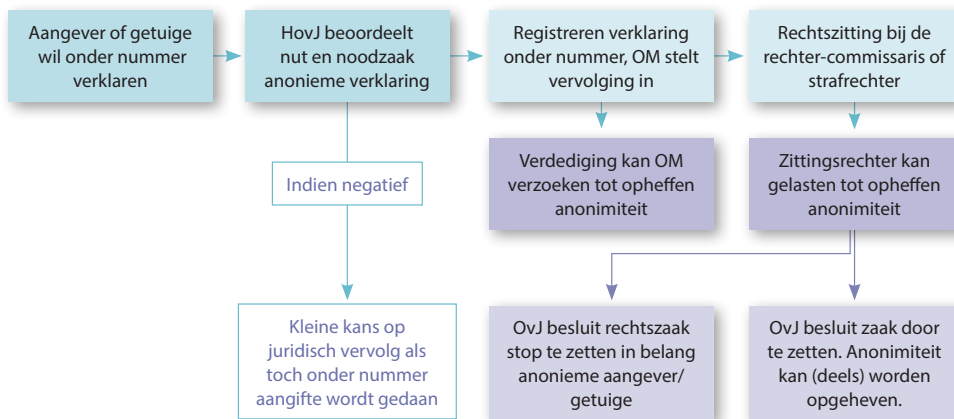 Aangever of getuige
wil onder nummer
verklaren
HovJ beoordeelt
nut en noodzaak
anonieme verklaring
Registreren verklaring
onder nummer, OM stelt
vervolging in
Rechtszitting bij de
rechter-commissaris of
strafrechter
Indien negatief
Verdediging kan OM
verzoeken tot opheffen
anonimiteit
Zittingsrechter kan
gelasten tot opheffen
anonimiteit
Kleine kans op
juridisch vervolg als
toch onder nummer
aangifte wordt gedaan
OvJ besluit rechtszaak
stop te zetten in belang
anonieme aangever/
getuige
OvJ besluit zaak door
te zetten. Anonimiteit
kan (deels) worden
opgeheven.